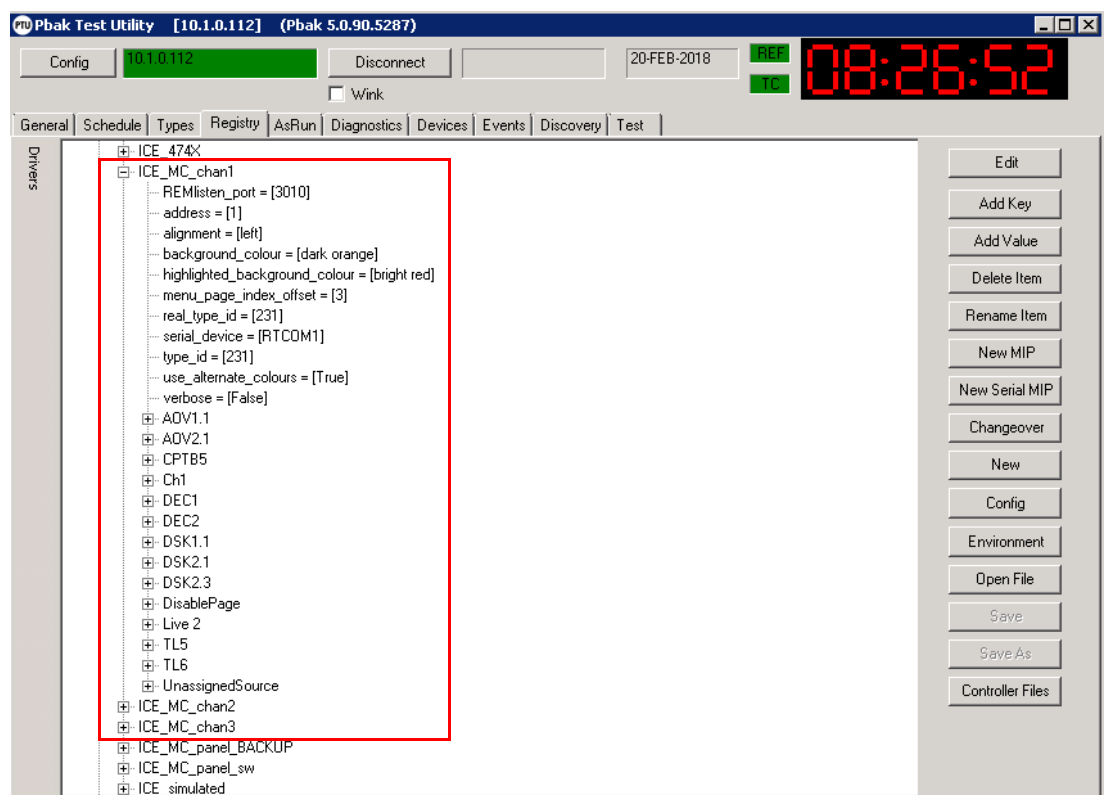 PTU Pbak Test Utility [10.1.0.112] (Pbak 5.0.90.5287)
Config 10.1.0.112 Disconnect 20-FEB-2018 REF 08:26:52
Wink TC
General Schedule Types Registry AsRun Diagnostics Devices Events Discovery Test
Drivers
ICE_474X
ICE_MC_chan1
REMlisten_port = [3010]
address = [1]
alignment = [left]
background_colour = [dark orange]
highlighted_background_colour = [bright red]
menu_page_index_offset = [3]
real_type_id = [231]
serial_device = [RTCOM1]
type_id = [231]
use_alternate_colours = [True]
verbose = [False]
AOV1.1
AOV2.1
CPTB5
Ch1
DEC1
DEC2
DSK1.1
DSK2.1
DSK2.3
DisablePage
Live 2
TL5
TL6
UnassignedSource
ICE_MC_chan2
ICE_MC_chan3
ICE_MC_panel_BACKUP
ICE_MC_panel_sw
ICE_simulated
Edit
Add Key
Add Value
Delete Item
Rename Item
New MIP
New Serial MIP
Changeover
New
Config
Environment
Open File
Save
Save As
Controller Files